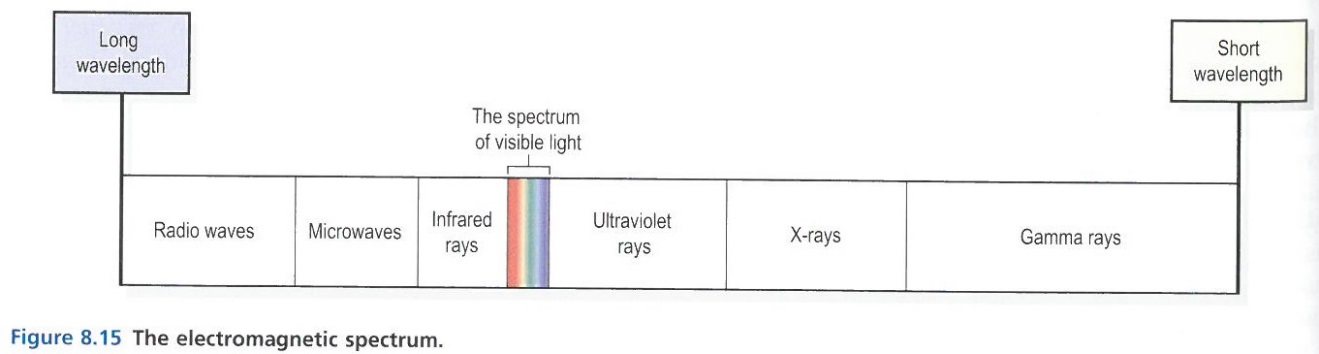 Long
wavelength
Short
wavelength
The spectrum
of visible light
Radio waves
Microwaves
Infrared
rays
Ultraviolet
rays
X-rays
Gamma rays
Figure 8.15 The electromagnetic spectrum.